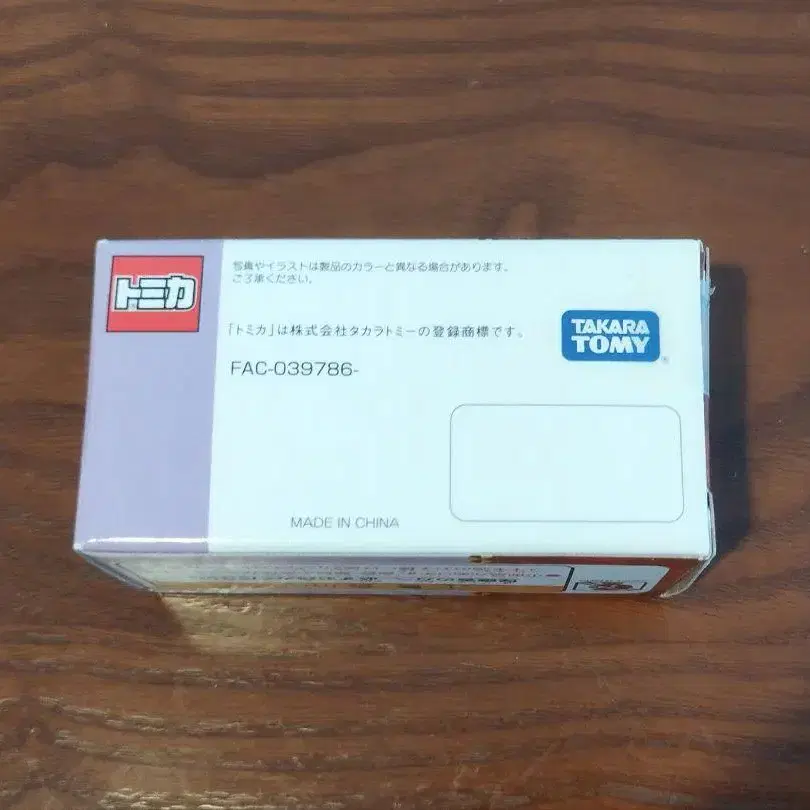 トミカ
写真やイラストは製品のカラーと異なる場合があります。
ご了承ください。
「トミカ」は株式会社タカラトミーの登録商標です。
TAKARA
TOMY
FAC-039786-
MADE IN CHINA